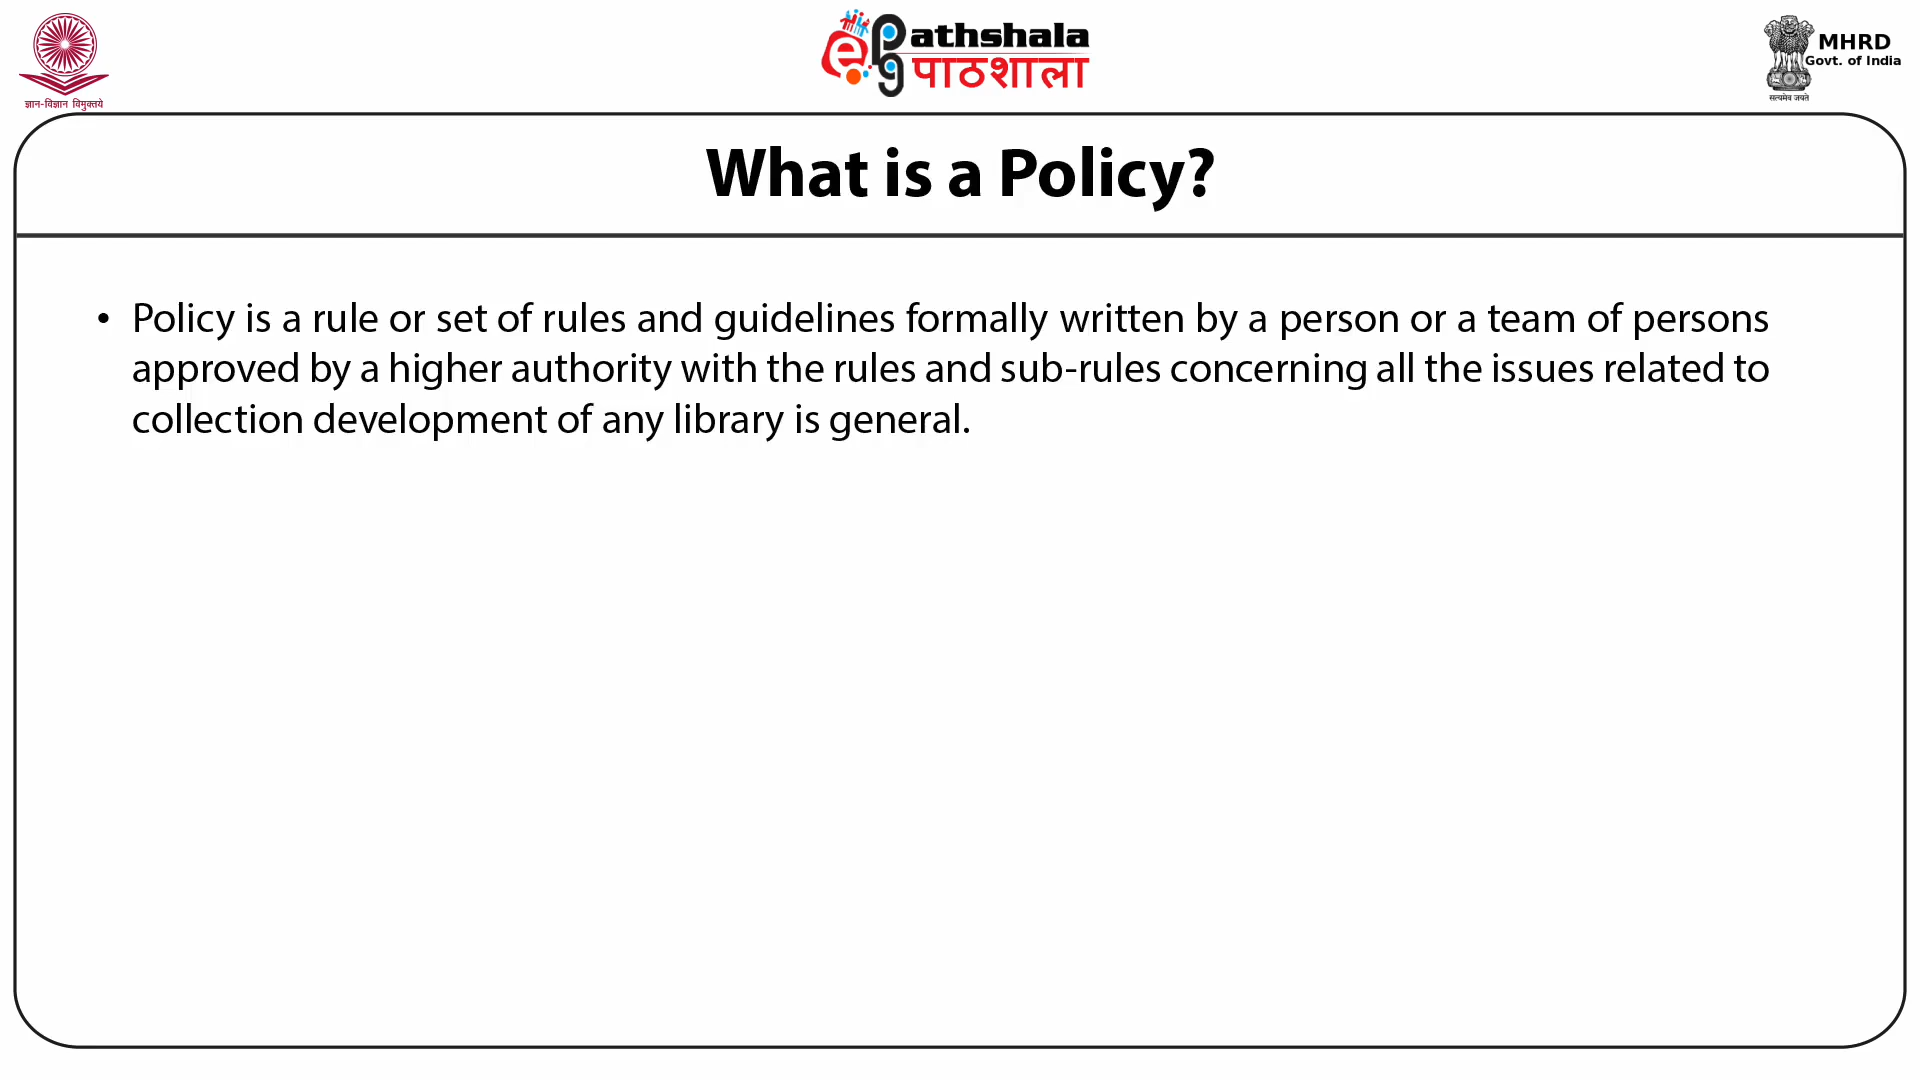 ज्ञान-विज्ञान विमुक्तये
e PG Pathshala
पाठशाला
MHRD
Govt. of India
सत्यमेव जयते
What is a Policy?
• Policy is a rule or set of rules and guidelines formally written by a person or a team of persons
approved by a higher authority with the rules and sub-rules concerning all the issues related to
collection development of any library is general.